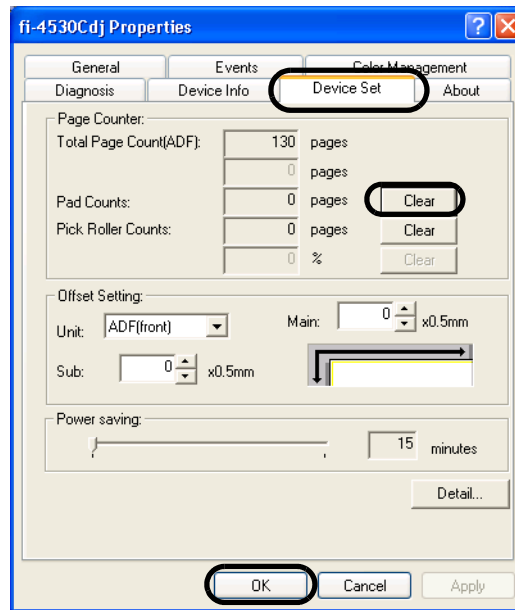 fi-4530Cdj Properties
General Events Color Management
Diagnosis Device Info Device Set About
Page Counter:
Total Page Count(ADF): 130 pages
0 pages
Pad Counts: 0 pages Clear
Pick Roller Counts: 0 pages Clear
0 % Clear
Offset Setting:
Unit: ADF(front) Main: 0 x0.5mm
Sub: 0 x0.5mm
Power saving:
15 minutes
Detail...
OK Cancel Apply